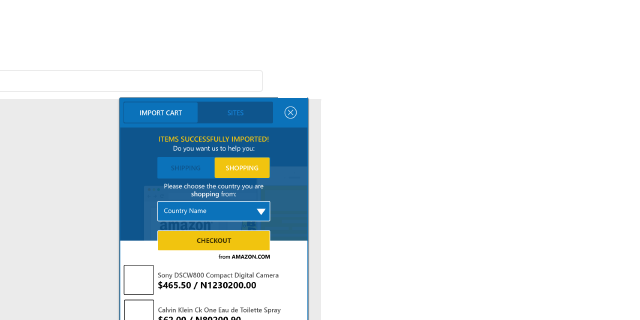 IMPORT CART
SITES
ITEMS SUCCESSFULLY IMPORTED!
Do you want us to help you:
SHIPPING
SHOPPING
Please choose the country you are
shopping from:
Country Name
amazon
CHECKOUT
from AMAZON.COM
Sony DSCW800 Compact Digital Camera
$465.50 / N1230200.00
Calvin Klein Ck One Eau de Toilette Spray
$62.00 / N80200.90